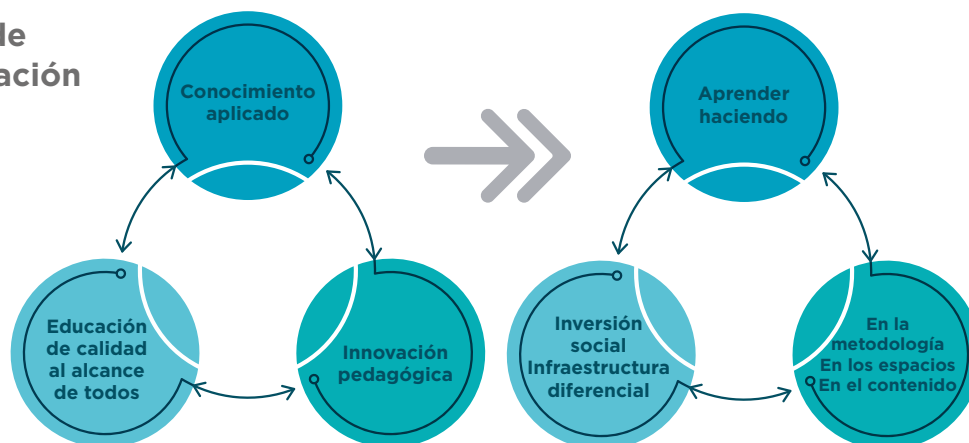 le
ación
Conocimiento
aplicado
Educación
de calidad
al alcance
de todos
Innovación
pedagógica
Aprender
haciendo
Inversión
social
Infraestructura
diferencial
En la
metodología
En los espacios
En el contenido